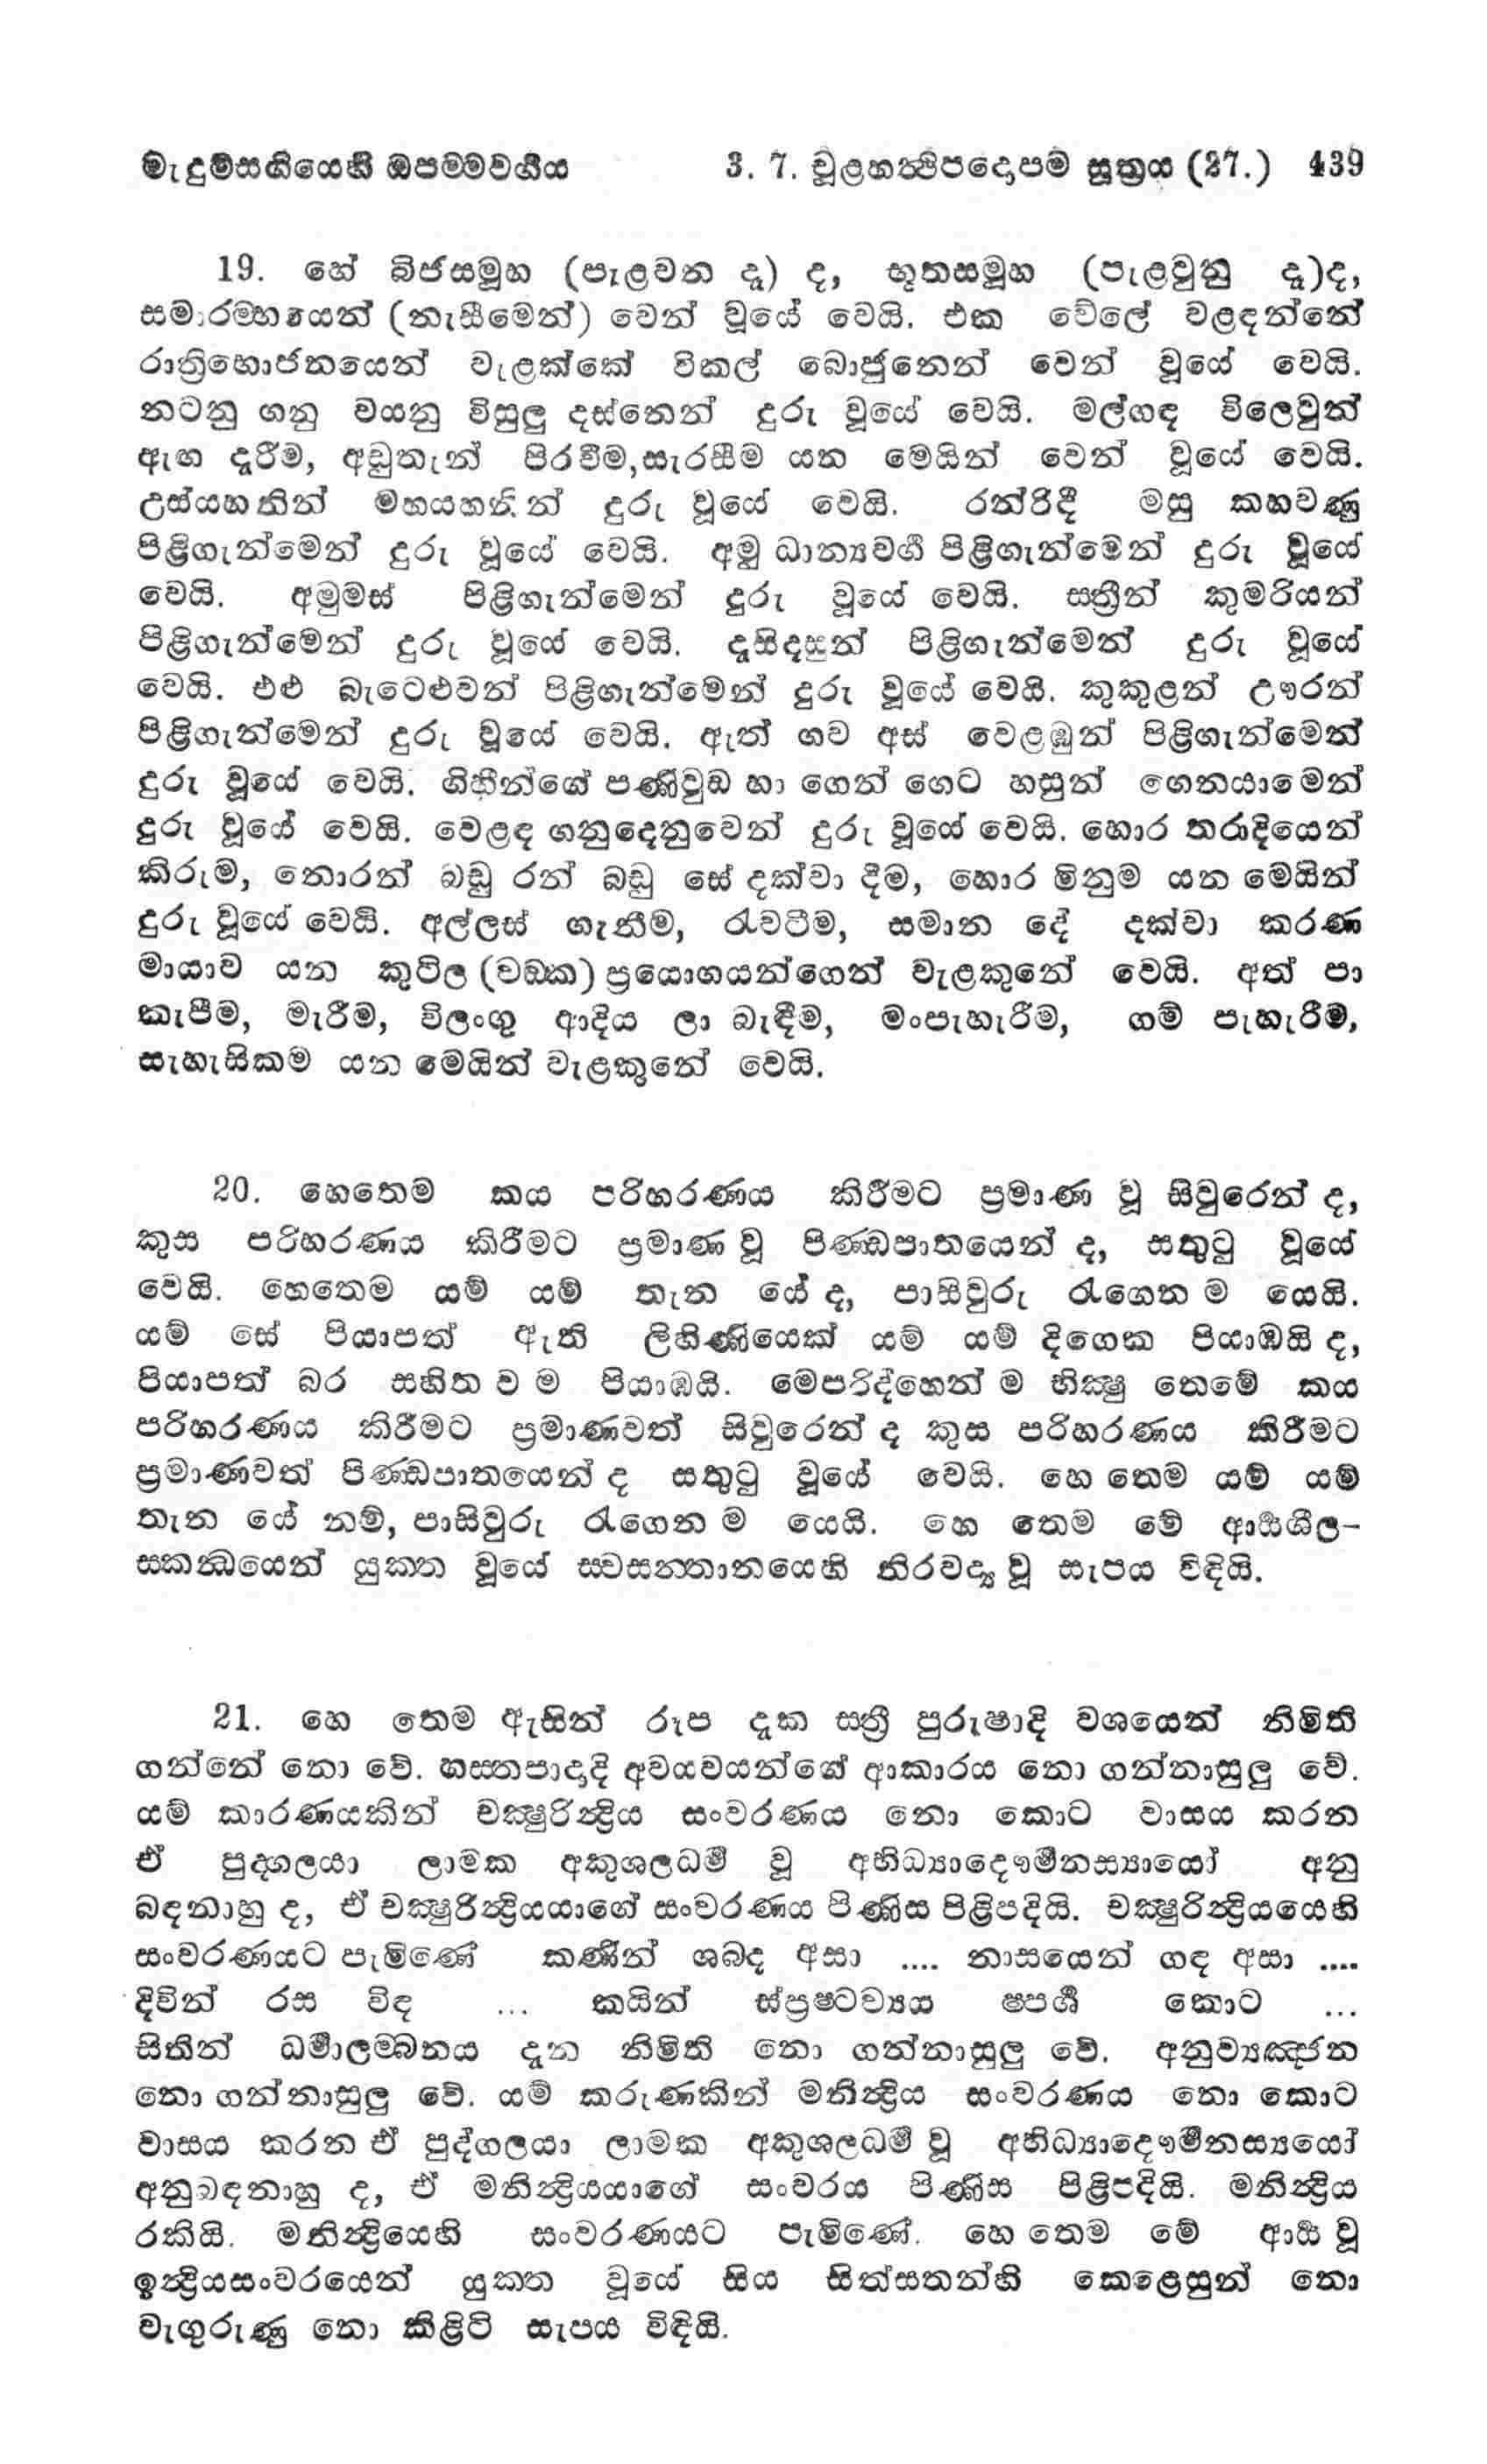 මැදුම්සඟියෙහි ඔපම්මවර්ගය 3. 7. චූළහත්ථිපදොපම සූත්‍රය (27.) 439
19. හේ බීජසමූහ (පැළවන දෑ) ද, භූතසමූහ (පැළවුනු දෑ)ද,
සමාරම්භයෙන් (නැසීමෙන්) වෙන් වූයේ වෙයි. එක වේලේ වළඳන්නේ
රාත්‍රිභොජනයෙන් වැළක්කේ විකල් බොජුනෙන් වෙන් වූයේ වෙයි.
නටනු ගනු වයනු විසුලු දස්නෙන් දුරු වූයේ වෙයි. මල්ගඳ විලෙවුන්
ඇඟ දැරීම, අඩුතැන් පිරවීම,සැරසීම යන මෙයින් වෙන් වූයේ වෙයි.
උස්යහනින් මහයහනින් දුරු වූයේ වෙයි. රන්රිදී මසු කහවණු
පිළිගැන්මෙන් දුරු වූයේ වෙයි. අමු ධාන්‍යවර්ග පිළිගැන්මෙන් දුරු වූයේ
වෙයි. අමුමස් පිළිගැන්මෙන් දුරු වූයේ වෙයි. ස්ත්‍රීන් කුමරියන්
පිළිගැන්මෙන් දුරු වූයේ වෙයි. දැසිදසුන් පිළිගැන්මෙන් දුරු වූයේ
වෙයි. එළු බැටෙළුවන් පිළිගැන්මෙන් දුරු වූයේ වෙයි. කුකුළන් ඌරන්
පිළිගැන්මෙන් දුරු වූයේ වෙයි. ඇත් ගව අස් වෙළඹුන් පිළිගැන්මෙන්
දුරු වූයේ වෙයි. ගිහීන්ගේ පණිවුඩ හා ගෙන් ගෙට හසුන් ගෙනයාමෙන්
දුරු වූයේ වෙයි. වෙළඳ ගනුදෙනුවෙන් දුරු වූයේ වෙයි. හොර තරාදියෙන්
කිරුම, නොරන් බඩු රන් බඩු සේ දක්වා දීම, හොර මිනුම යන මෙයින්
දුරු වූයේ වෙයි. අල්ලස් ගැනීම, රැවටීම, සමාන දේ දක්වා කරණ
මායාව යන කුටිල (වඞ්ක) ප්‍රයොගයන්ගෙන් වැළකුනේ වෙයි. අත් පා
කැපීම, මැරීම, විලංගු ආදිය ලා බැඳීම, මංපැහැරීම, ගම් පැහැරීම,
සැහැසිකම යන මෙයින් වැළකුනේ වෙයි.
20. හෙතෙම කය පරිහරණය කිරීමට ප්‍රමාණ වූ සිවුරෙන් ද,
කුස පරිහරණය කිරීමට ප්‍රමාණ වූ පිණ්ඩපාතයෙන් ද, සතුටු වූයේ
වෙයි. හෙතෙම යම් යම් තැන යේ ද, පාසිවුරු රැගෙන ම යෙයි.
යම් සේ පියාපත් ඇති ලිහිණියෙක් යම් යම් දිගෙක පියාඹයි ද,
පියාපත් බර සහිත ව ම පියාඹයි. මෙපරිද්දෙන් ම භික්‍ෂු තෙමේ කය
පරිහරණය කිරීමට ප්‍රමාණවත් සිවුරෙන් ද කුස පරිහරණය කිරීමට
ප්‍රමාණවත් පිණ්ඩපාතයෙන් ද සතුටු වූයේ වෙයි. හෙ තෙම යම් යම්
තැන යේ නම්, පාසිවුරු රැගෙන ම යෙයි. හෙ තෙම මේ ආර්‍ය්‍යශීල-
ස්කන්ධයෙන් යුක්ත වූයේ ස්වසන්තානයෙහි නිරවද්‍ය වූ සැපය විඳියි.
21. හෙ තෙම ඇසින් රූප දැක ස්ත්‍රී පුරුෂාදි වශයෙන් නිමිති
ගන්නේ නො වේ. හස්තපාදාදි අවයවයන්ගේ ආකාරය නො ගන්නාසුලු වේ.
යම් කාරණයකින් චක්‍ෂුරින්ද්‍රිය සංවරණය නො කොට වාසය කරන
ඒ පුද්ගලයා ලාමක අකුශලධර්ම වූ අභිධ්‍යාදෞර්මනස්‍යායෝ අනු
බඳනාහු ද, ඒ චක්‍ෂුරින්ද්‍රියයාගේ සංවරණය පිණිස පිළිපදියි. චක්‍ෂුරින්ද්‍රියයෙහි
සංවරණයට පැමිණේ කණින් ශබ්ද අසා .... නාසයෙන් ගඳ අසා ....
දිවින් රස විඳ ... කයින් ස්ප්‍රෂ්ටව්‍යය ෂපර්ශ කොට ...
සිතින් ධර්මාලම්බනය දැන නිමිති නො ගන්නාසුලු වේ. අනුව්‍යඤ්ජන
නො ගන්නාසුලු වේ. යම් කරුණකින් මනින්ද්‍රිය සංවරණය නො කොට
වාසය කරන ඒ පුද්ගලයා ලාමක අකුශලධර්ම වූ අභිධ්‍යාදෞර්මනස්‍යයෝ
අනුබඳනාහු ද, ඒ මනින්ද්‍රියයාගේ සංවරය පිණිස පිළිපදියි. මනින්ද්‍රිය
රකියි. මනින්ද්‍රියෙහි සංවරණයට පැමිණේ. හෙ තෙම මේ ආර්‍ය්‍ය වූ
ඉන්ද්‍රියසංවරයෙන් යුක්ත වූයේ සිය සිත්සතන්හි කෙළෙසුන් නො
වැගුරුණු නො කිළිටි සැපය විඳියි.